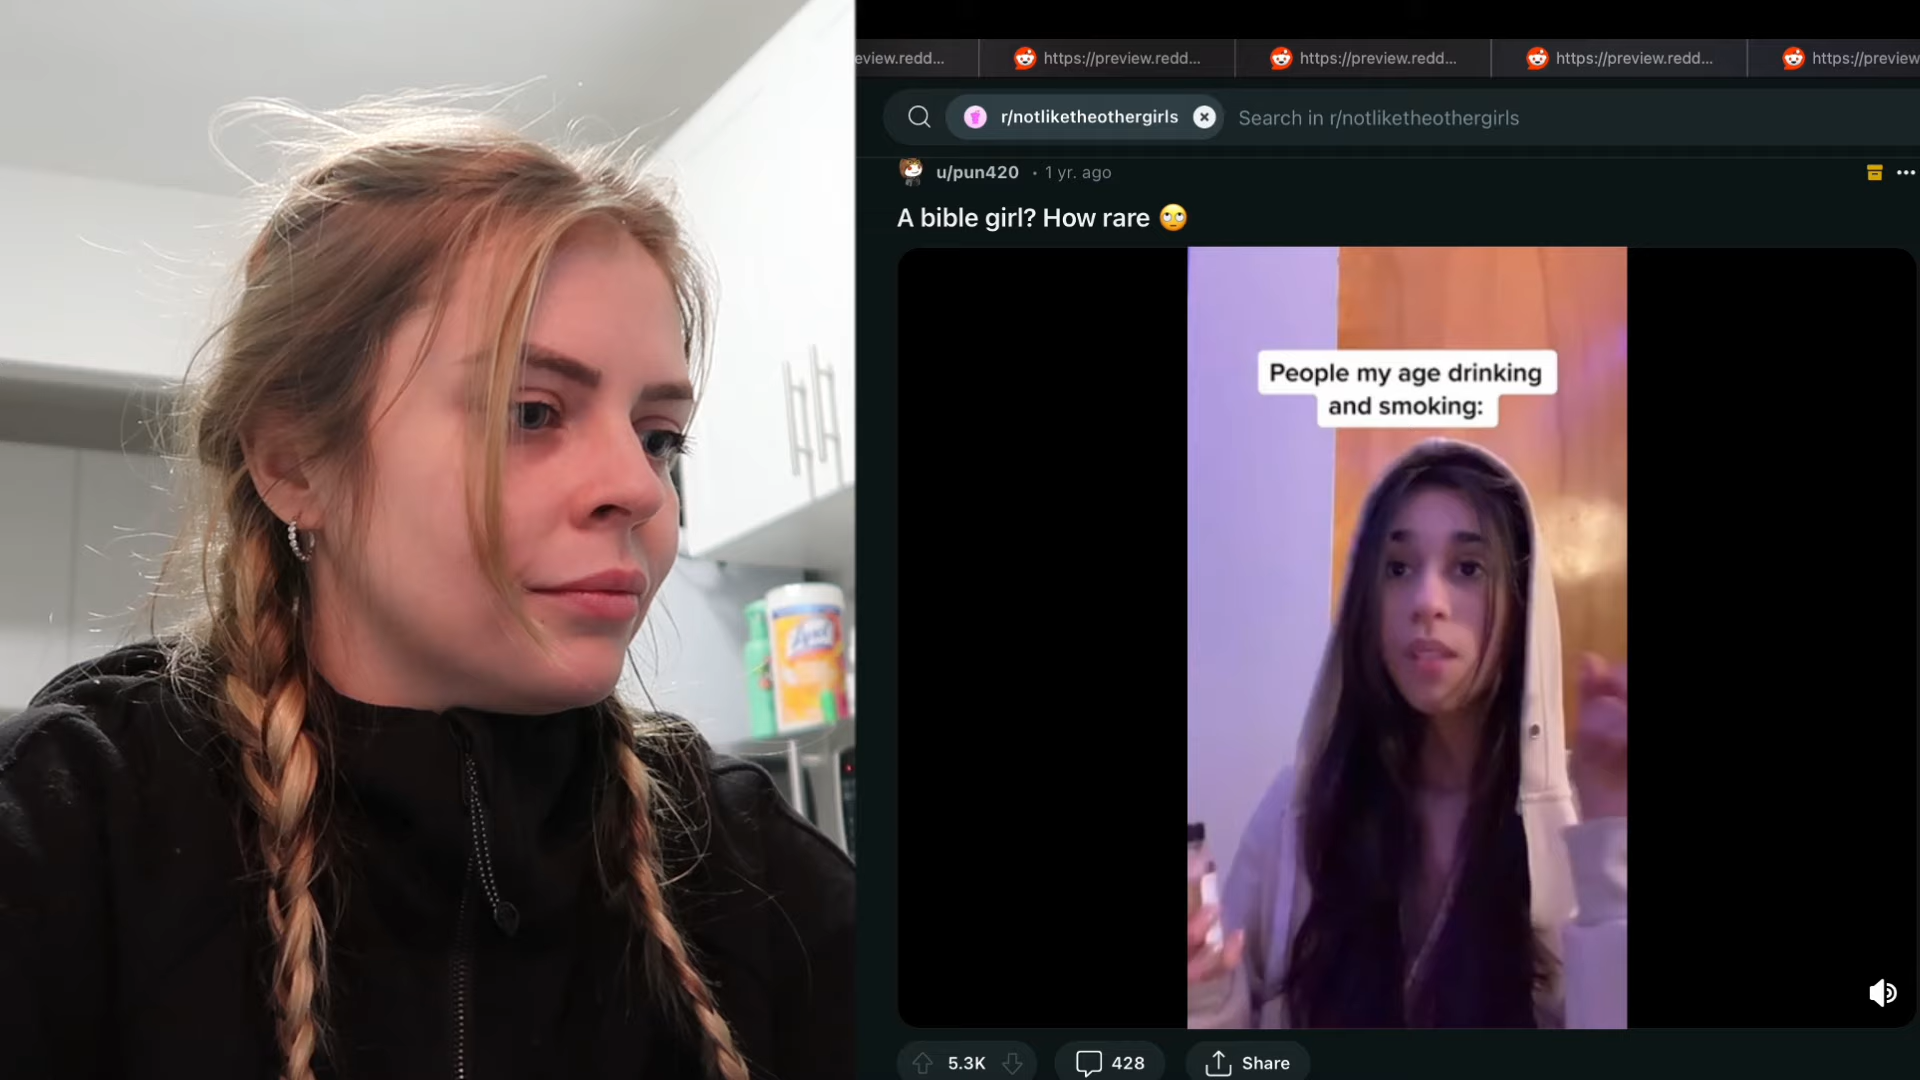 eview.redd...
https://preview.redd...
https://preview.redd...
https://preview.redd...
https://preview
r/notliketheothergirls
Search in r/notliketheothergirls
u/pun420 • 1 yr. ago
A bible girl? How rare 🙄
People my age drinking
and smoking:
Lysol
5.3K
428
Share